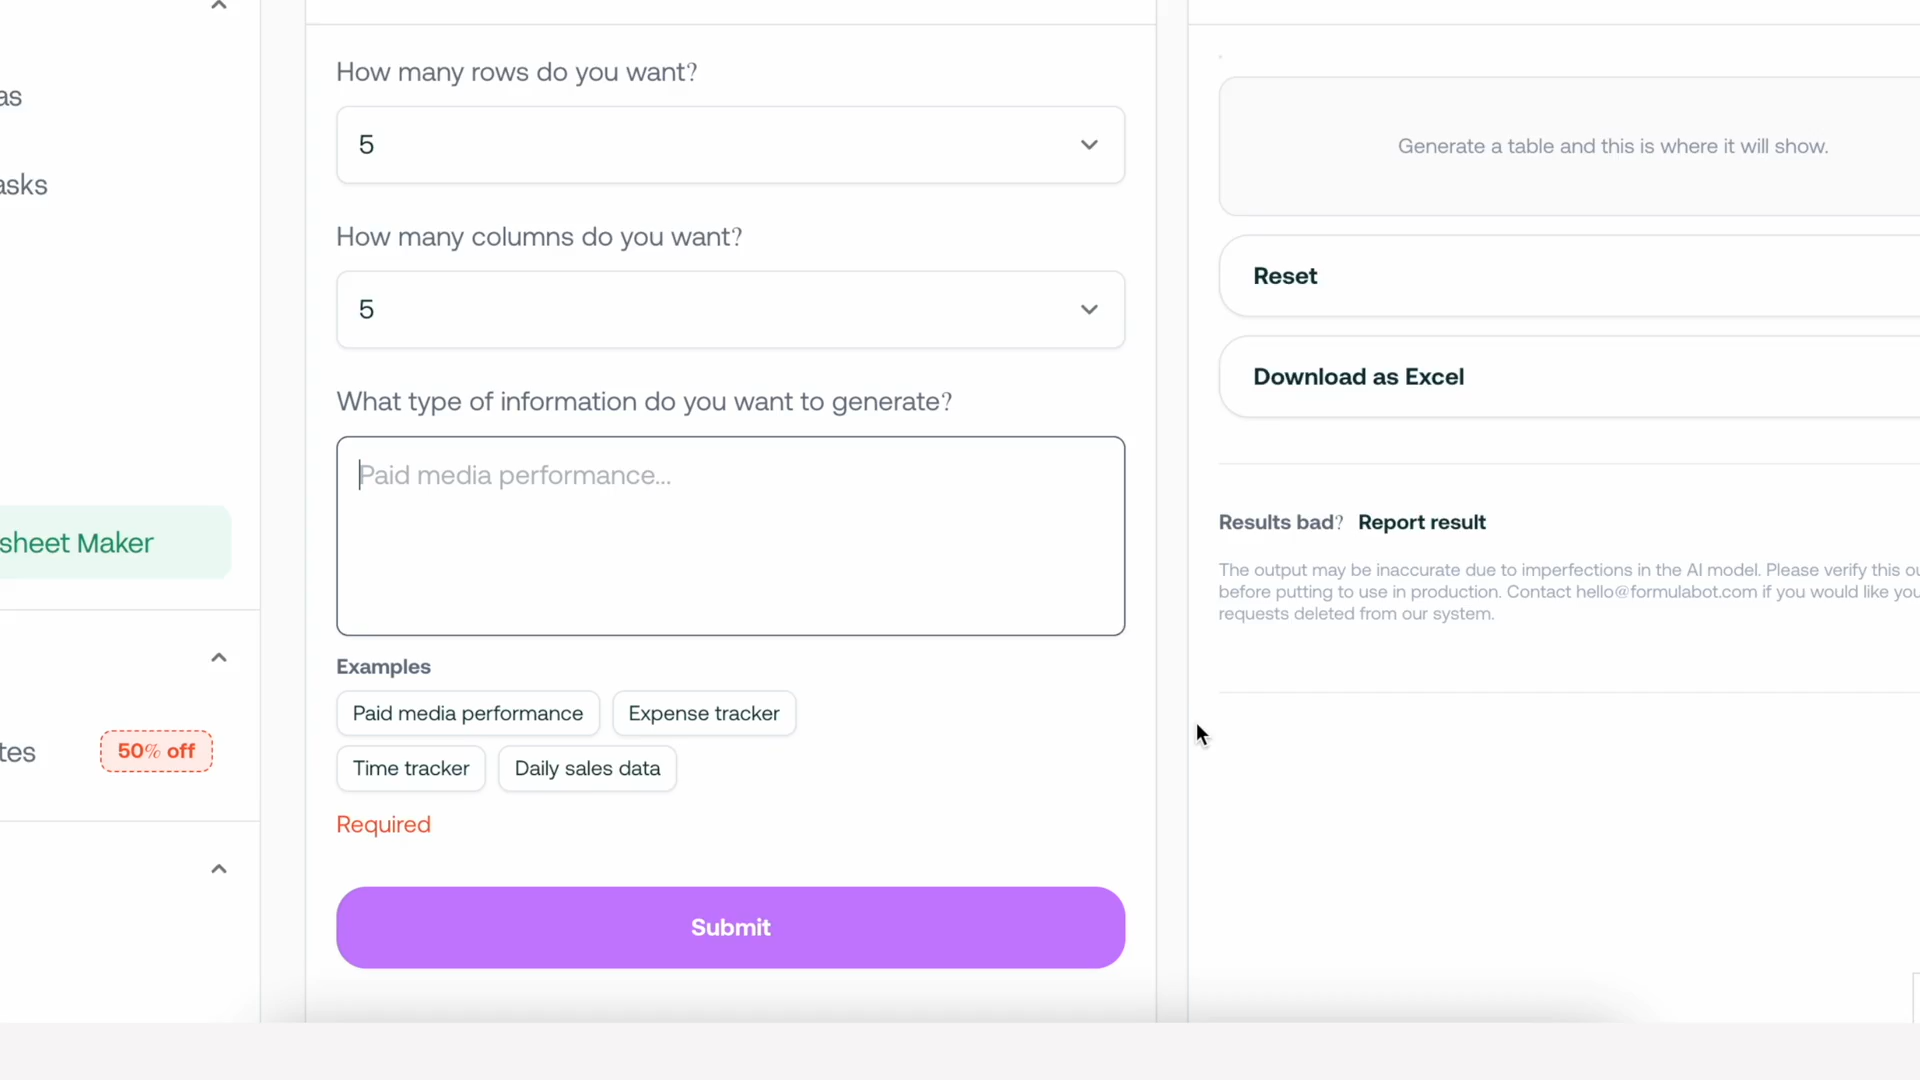 as
asks
sheet Maker
tes
50% off
How many rows do you want?
5
How many columns do you want?
5
What type of information do you want to generate?
Paid media performance...
Examples
Paid media performance
Expense tracker
Time tracker
Daily sales data
Required
Submit
Generate a table and this is where it will show.
Reset
Download as Excel
Results bad? Report result
The output may be inaccurate due to imperfections in the AI model. Please verify this ou
before putting to use in production. Contact hello@formulabot.com if you would like you
requests deleted from our system.